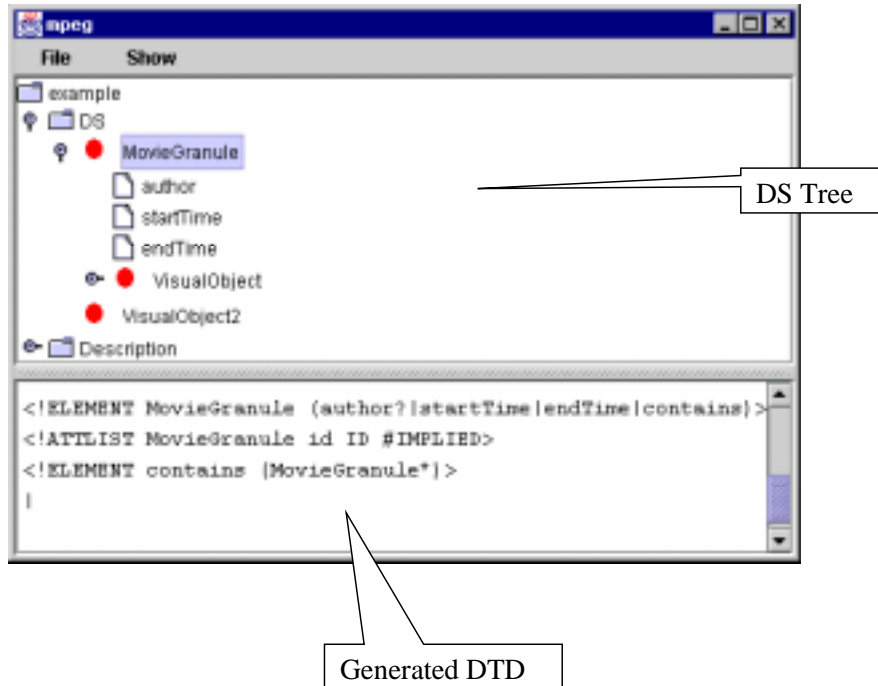 mpeg
File Show
example
DS
MovieGranule
author
startTime
endTime
VisualObject
VisualObject2
Description
DS Tree
<!ELEMENT MovieGranule (author?|startTime|endTime|contains)>
<!ATTLIST MovieGranule id ID #IMPLIED>
<!ELEMENT contains (MovieGranule*)>
Generated DTD